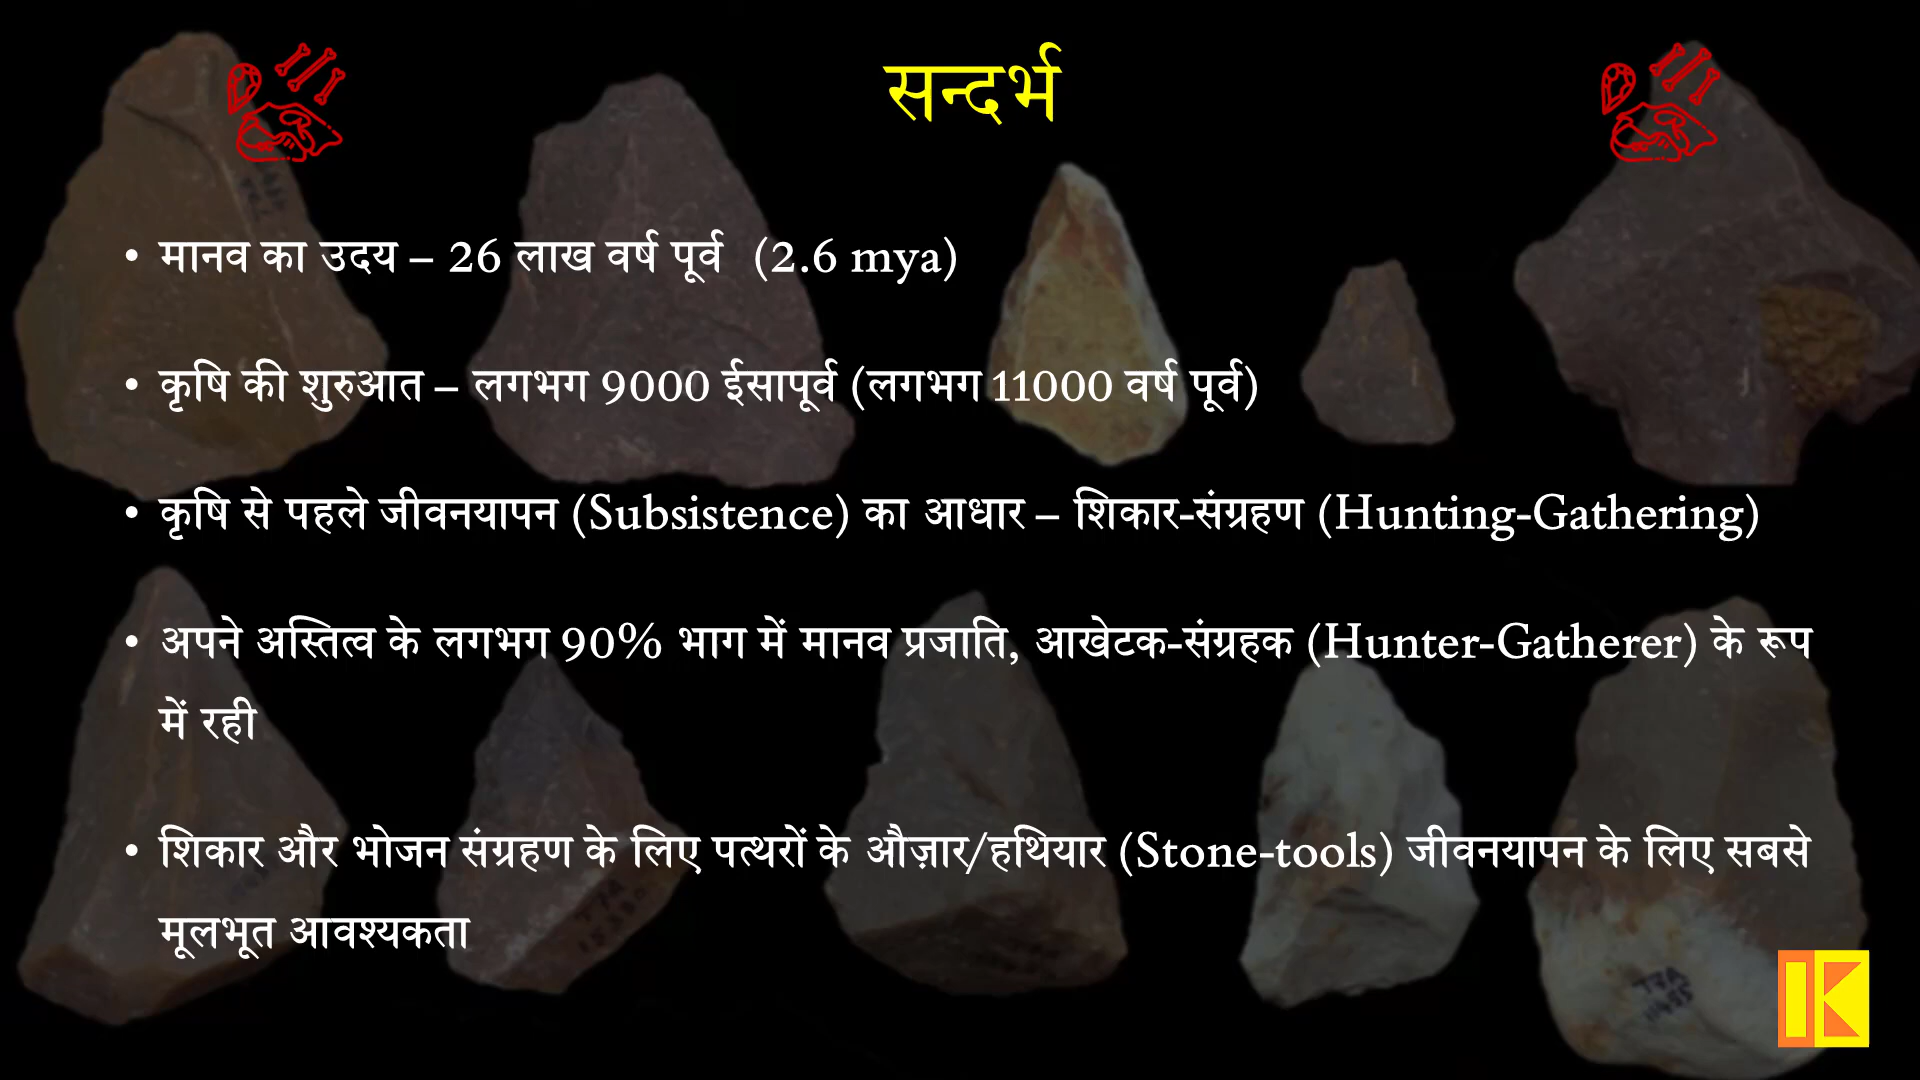 सन्दर्भ
• मानव का उदय – 26 लाख वर्ष पूर्व (2.6 mya)
• कृषि की शुरुआत – लगभग 9000 ईसापूर्व (लगभग 11000 वर्ष पूर्व)
• कृषि से पहले जीवनयापन (Subsistence) का आधार – शिकार-संग्रहण (Hunting-Gathering)
• अपने अस्तित्व के लगभग 90% भाग में मानव प्रजाति, आखेटक-संग्रहक (Hunter-Gatherer) के रूप
में रही
• शिकार और भोजन संग्रहण के लिए पत्थरों के औज़ार/हथियार (Stone-tools) जीवनयापन के लिए सबसे
मूलभूत आवश्यकता
IK